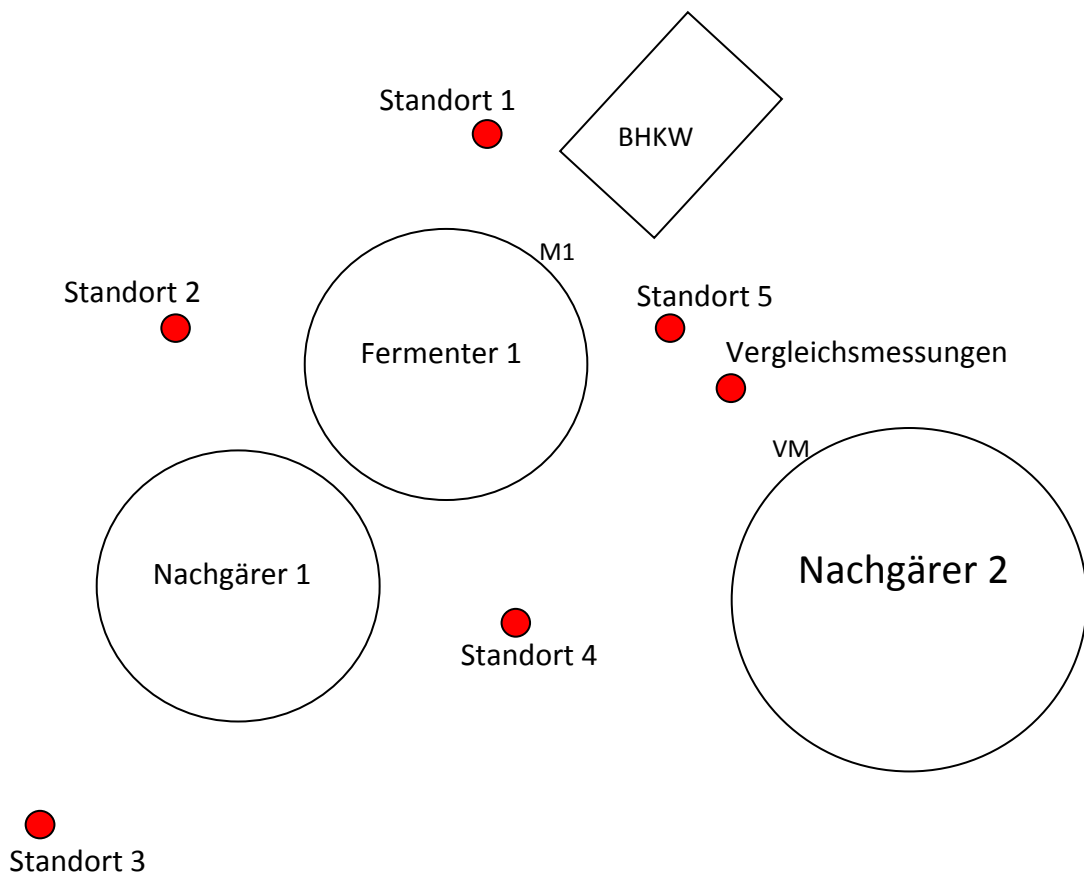 Standort 1
BHKW
M1
Standort 2
Standort 5
Fermenter 1
Vergleichsmessungen
VM
Nachgärer 1
Nachgärer 2
Standort 4
Standort 3